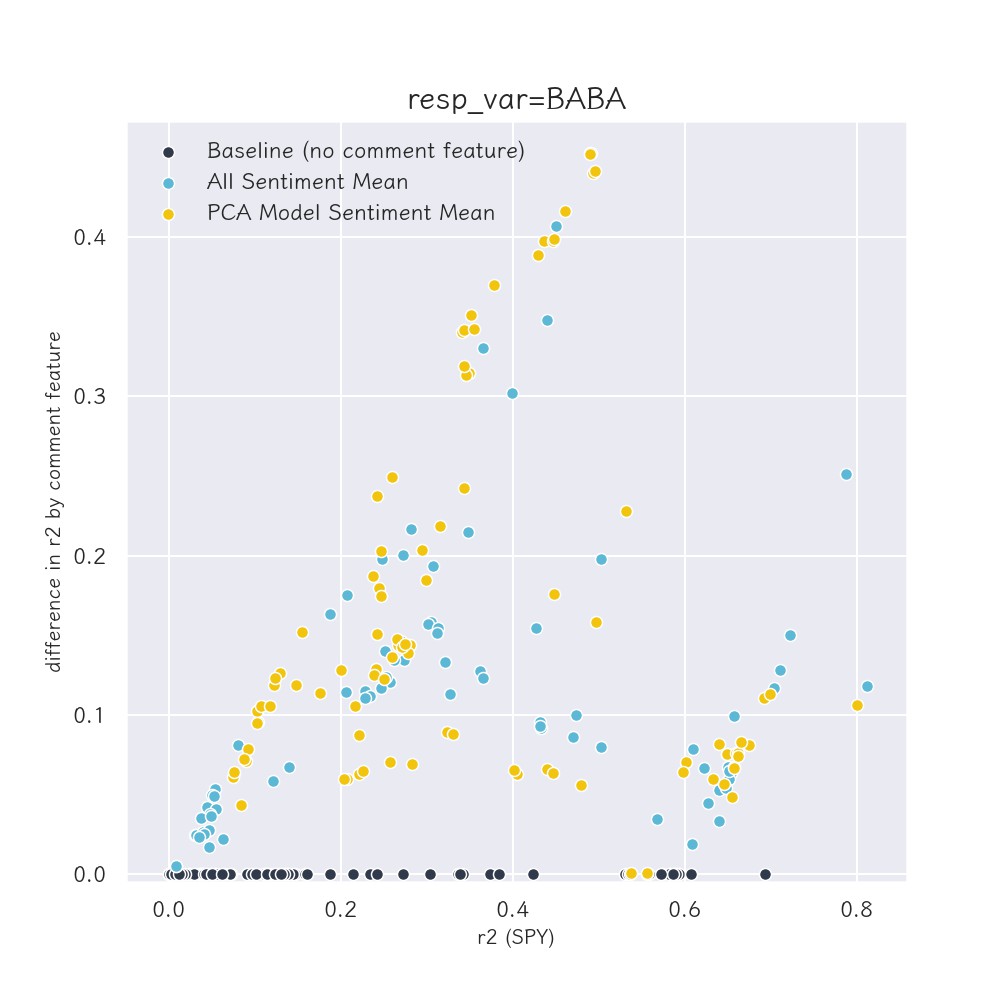 resp_var=BABA
Baseline (no comment feature)
All Sentiment Mean
PCA Model Sentiment Mean
difference in r2 by comment feature
0.4
0.3
0.2
0.1
0.0
0.0 0.2 0.4 0.6 0.8
r2 (SPY)